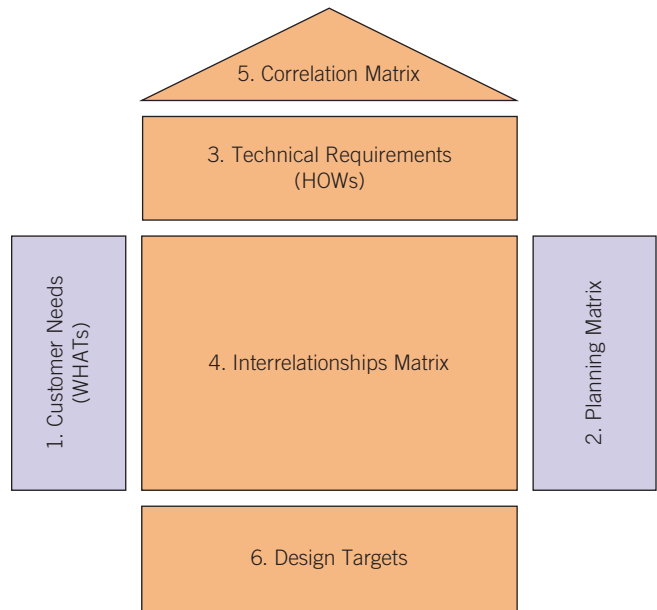 5. Correlation Matrix
3. Technical Requirements
(HOWs)
1. Customer Needs
(WHATs)
4. Interrelationships Matrix
2. Planning Matrix
6. Design Targets